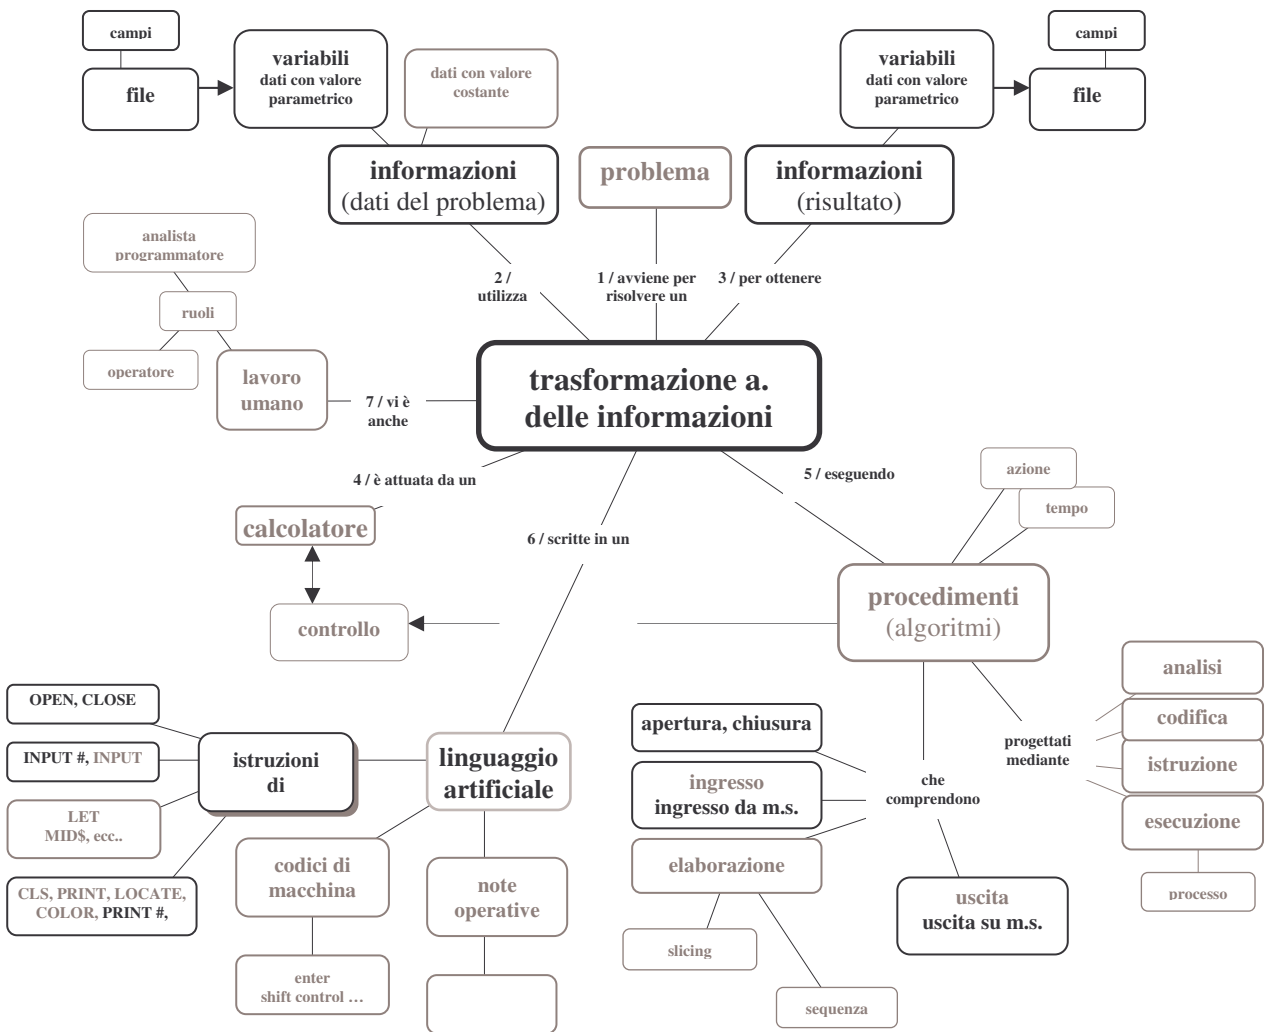 campi
file
variabili
dati con valore
parametrico
dati con valore
costante
variabili
dati con valore
parametrico
campi
file
informazioni
(dati del problema)
problema
informazioni
(risultato)
analista
programmatore
ruoli
operatore
lavoro
umano
2 /
utilizza
1 / avviene per
risolvere un
3 / per ottenere
trasformazione a.
delle informazioni
7 / vi è
anche
4 / è attuata da un
5 / eseguendo
azione
tempo
calcolatore
6 / scritte in un
controllo
procedimenti
(algoritmi)
OPEN, CLOSE
INPUT #, INPUT
LET
MID$, ecc..
CLS, PRINT, LOCATE,
COLOR, PRINT #,
istruzioni
di
linguaggio
artificiale
codici di
macchina
enter
shift control …
note
operative
apertura, chiusura
ingresso
ingresso da m.s.
elaborazione
slicing
sequenza
che
comprendono
uscita
uscita su m.s.
progettati
mediante
analisi
codifica
istruzione
esecuzione
processo